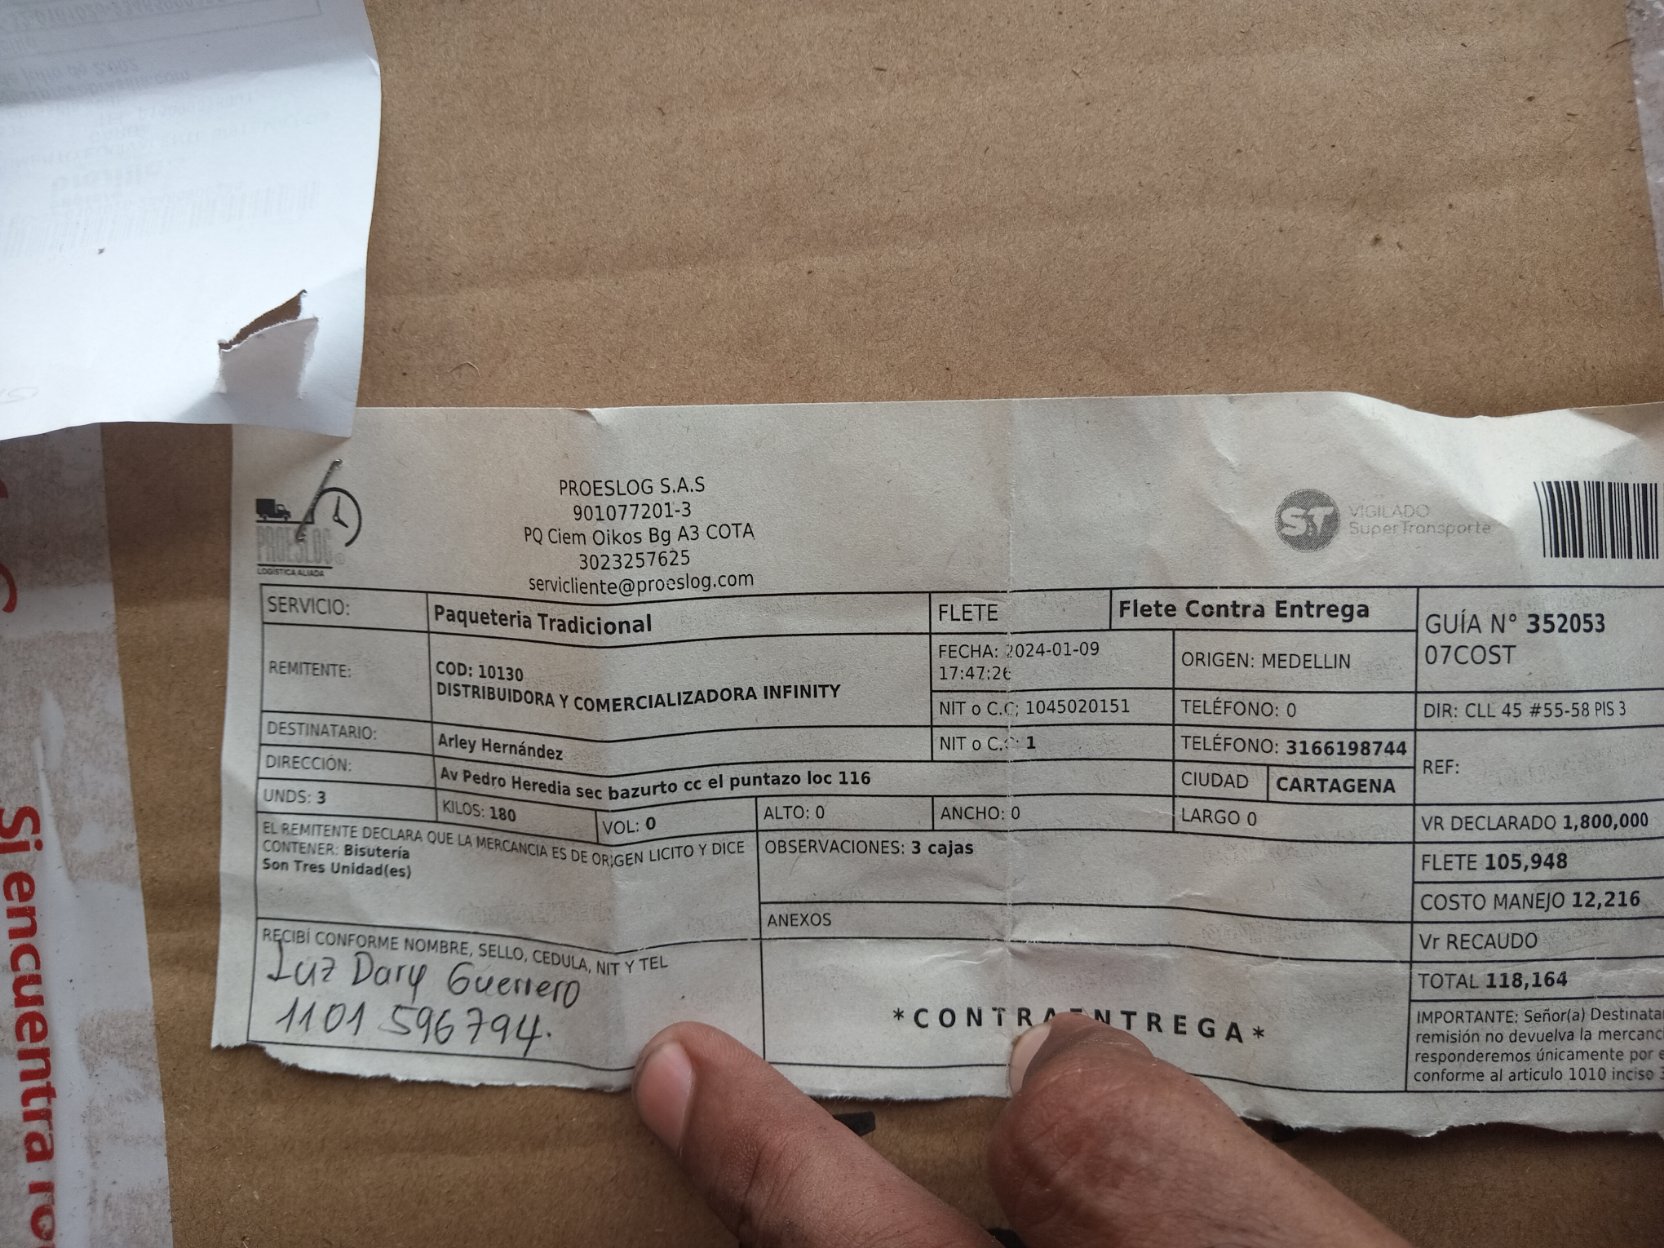 PROESLOG
LOGÍSTICA ALIADA
PROESLOG S.A.S
901077201-3
PQ Ciem Oikos Bg A3 COTA
3023257625
servicliente@proeslog.com
ST VIGILADO
SuperTransporte
SERVICIO: Paqueteria Tradicional FLETE Flete Contra Entrega
GUÍA N° 352053
07COST
REMITENTE: COD: 10130
DISTRIBUIDORA Y COMERCIALIZADORA INFINITY
FECHA: 2024-01-09
17:47:26
ORIGEN: MEDELLIN
NIT o C.C: 1045020151 TELÉFONO: 0 DIR: CLL 45 #55-58 PIS 3
DESTINATARIO: Arley Hernández NIT o C.C: 1 TELÉFONO: 3166198744
REF:
DIRECCIÓN: Av Pedro Heredia sec bazurto cc el puntazo loc 116 CIUDAD CARTAGENA
UNDS: 3 KILOS: 180 VOL: 0 ALTO: 0 ANCHO: 0 LARGO 0 VR DECLARADO 1,800,000
EL REMITENTE DECLARA QUE LA MERCANCIA ES DE ORIGEN LICITO Y DICE
CONTENER: Bisutería
Son Tres Unidad(es)
OBSERVACIONES: 3 cajas
FLETE 105,948
COSTO MANEJO 12,216
ANEXOS
Vr RECAUDO
TOTAL 118,164
RECIBÍ CONFORME NOMBRE, SELLO, CEDULA, NIT Y TEL
Luz Dary Guerrero
1101 596794.
*CONTRAENTREGA*
IMPORTANTE: Señor(a)
remisión no devuelva la
responderemos únicamente por
conforme al articulo 1010 inciso
Si encuentra